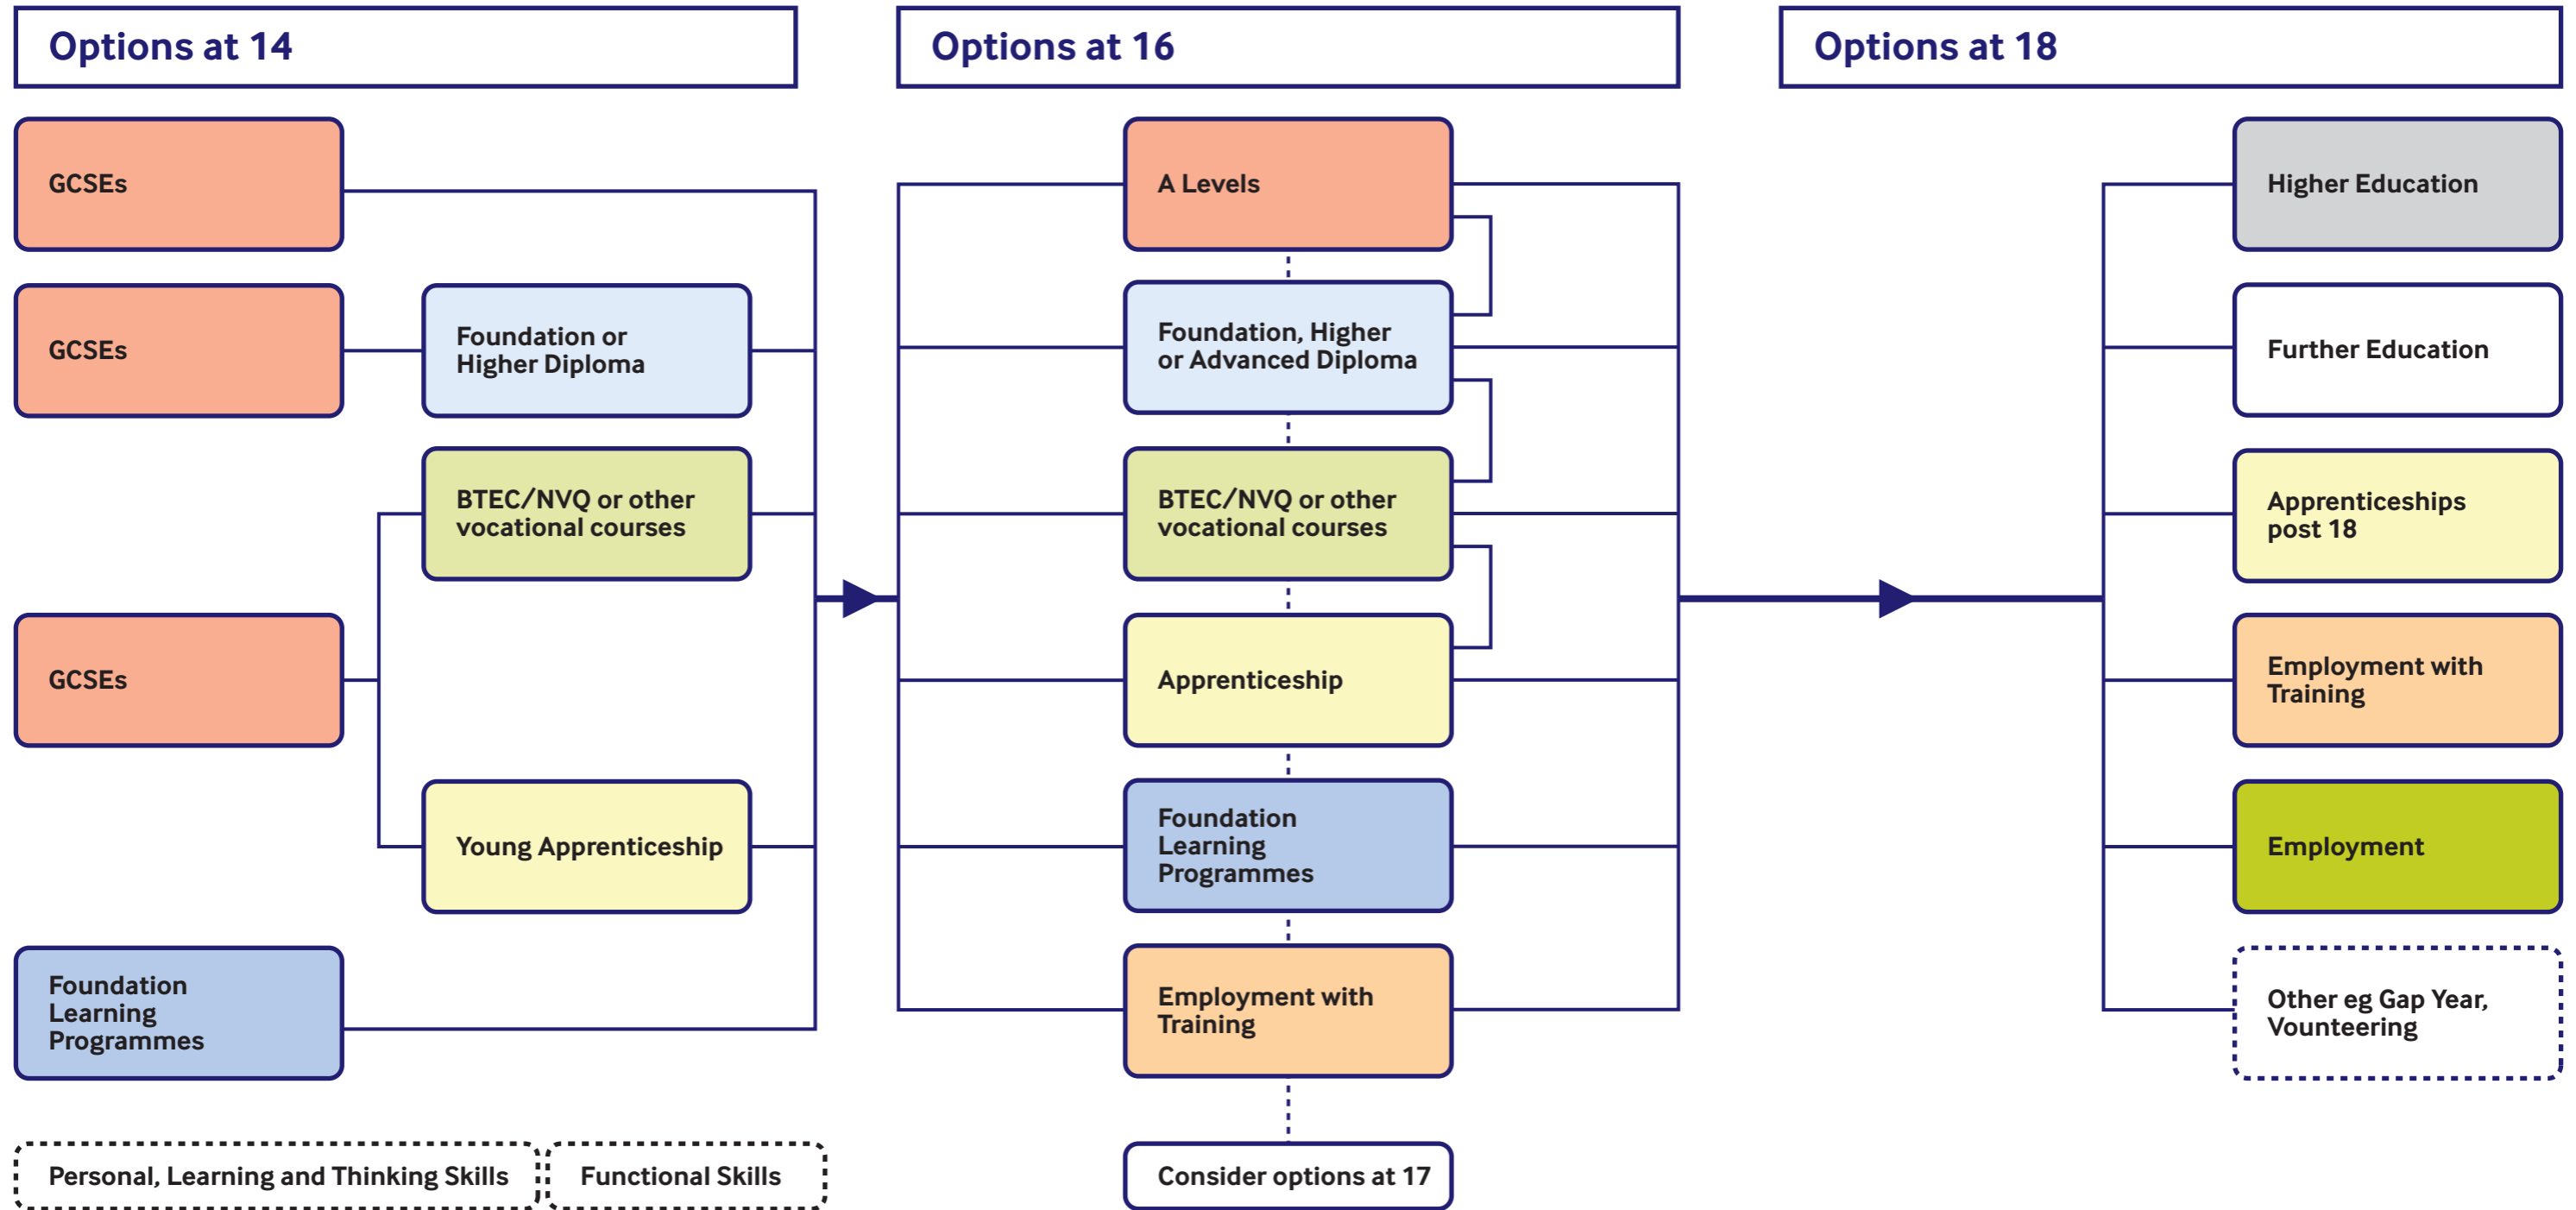 Options at 14
GCSEs
GCSEs
Foundation or
Higher Diploma
BTEC/NVQ or other
vocational courses
GCSEs
Young Apprenticeship
Foundation
Learning
Programmes
Personal, Learning and Thinking Skills
Functional Skills
Options at 16
A Levels
Foundation, Higher
or Advanced Diploma
BTEC/NVQ or other
vocational courses
Apprenticeship
Foundation
Learning
Programmes
Employment with
Training
Consider options at 17
Options at 18
Higher Education
Further Education
Apprenticeships
post 18
Employment with
Training
Employment
Other eg Gap Year,
Vounteering